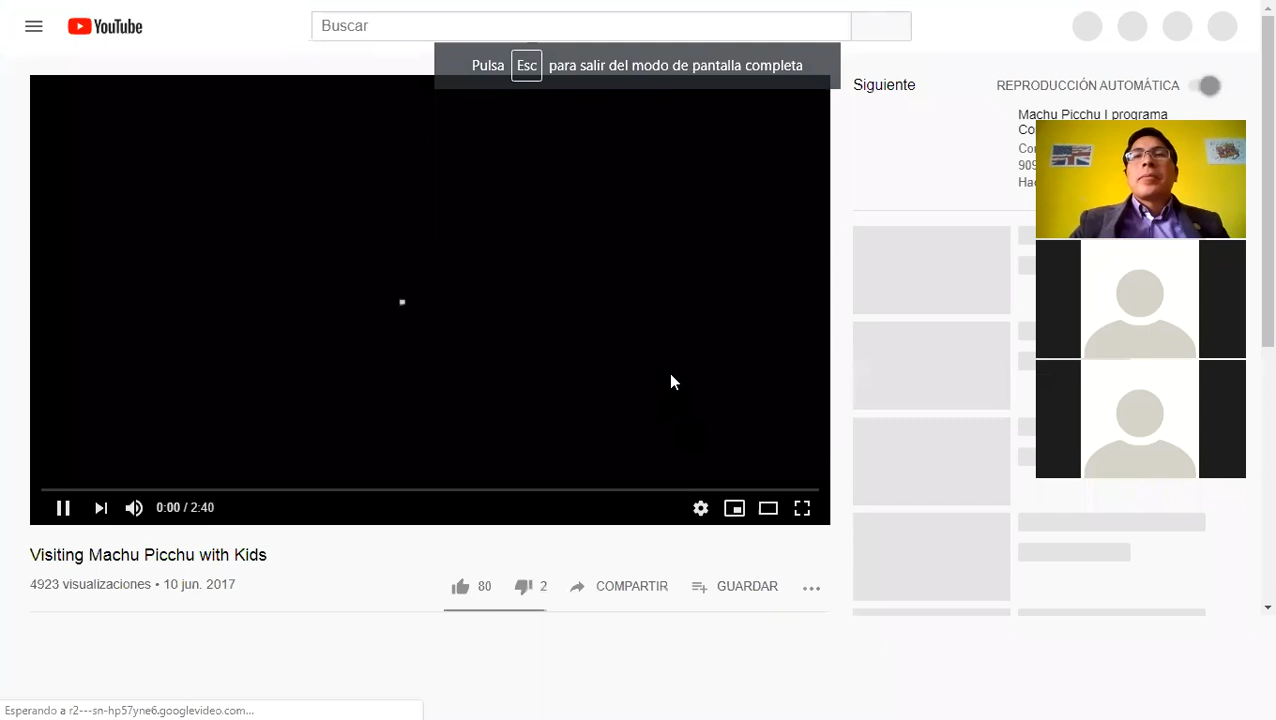 YouTube
Buscar
Pulsa Esc para salir del modo de pantalla completa
Siguiente
REPRODUCCIÓN AUTOMÁTICA
Machu Picchu I programa
0:00 / 2:40
Visiting Machu Picchu with Kids
4923 visualizaciones • 10 jun. 2017
80
2
COMPARTIR
GUARDAR
Esperando a r2---sn-hp57yne6.googlevideo.com...